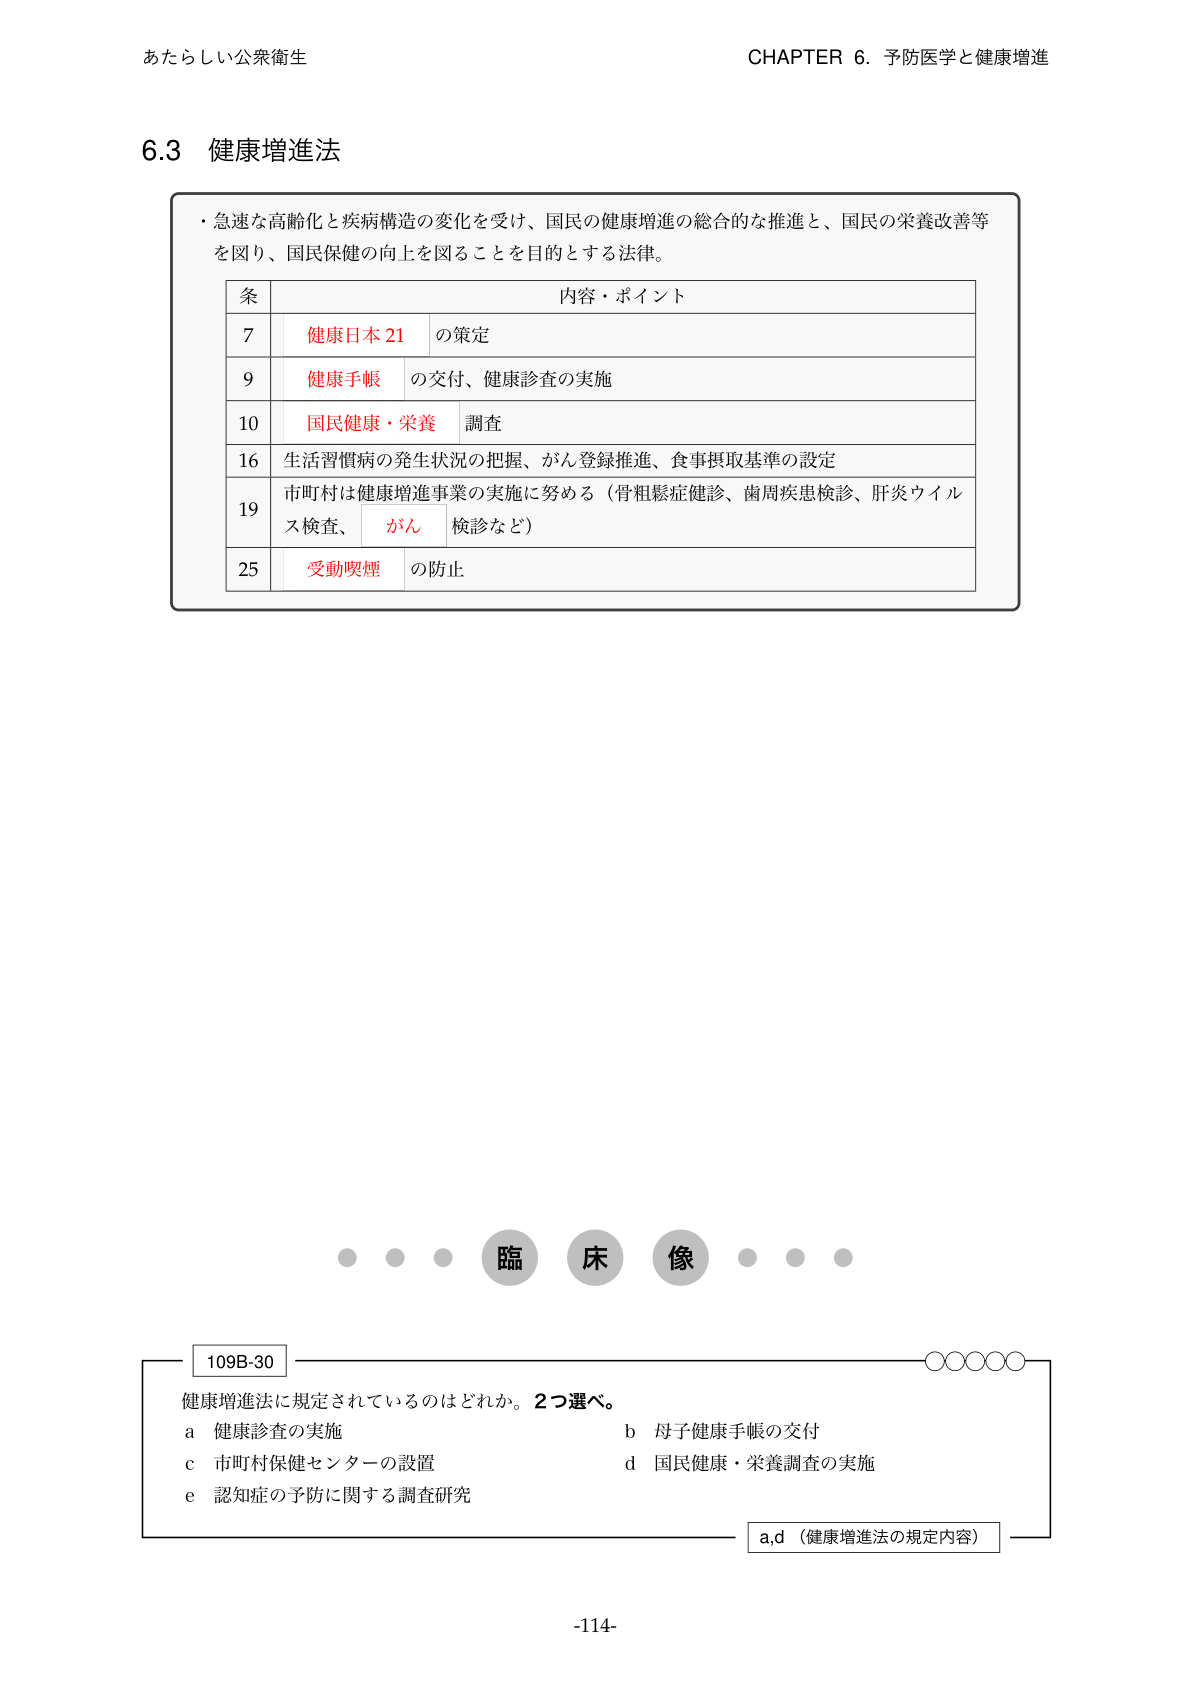 あたらしい公衆衛生
CHAPTER 6. 予防医学と健康増進
6.3 健康増進法
・急速な高齢化と疾病構造の変化を受け、国民の健康増進の総合的な推進と、国民の栄養改善等
を図り、国民保健の向上を図ることを目的とする法律。
条 内容・ポイント
7 健康日本 21 の策定
9 健康手帳 の交付、健康診査の実施
10 国民健康・栄養 調査
16 生活習慣病の発生状況の把握、がん登録推進、食事摂取基準の設定
19 市町村は健康増進事業の実施に努める（骨粗鬆症健診、歯周疾患検診、肝炎ウイル
ス検査、 がん 検診など）
25 受動喫煙 の防止
臨床像
109B-30
健康増進法に規定されているのはどれか。2つ選べ。
a 健康診査の実施 b 母子健康手帳の交付
c 市町村保健センターの設置 d 国民健康・栄養調査の実施
e 認知症の予防に関する調査研究
a,d （健康増進法の規定内容）
-114-